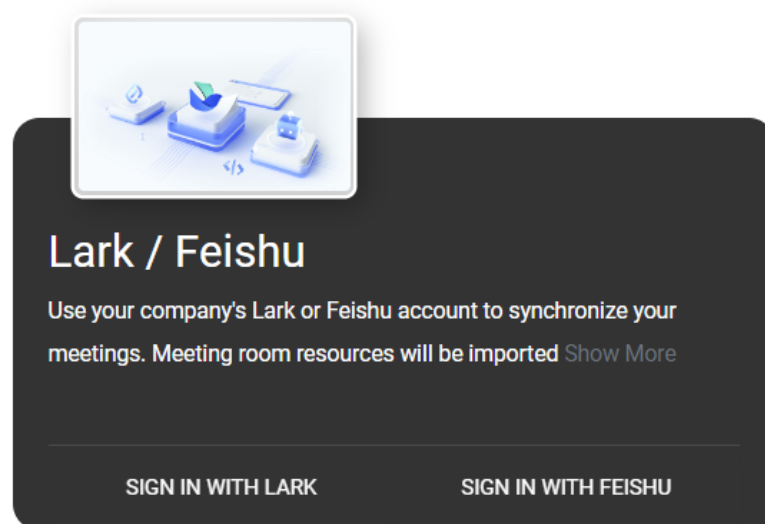 Lark / Feishu
Use your company's Lark or Feishu account to synchronize your
meetings. Meeting room resources will be imported Show More
SIGN IN WITH LARK
SIGN IN WITH FEISHU